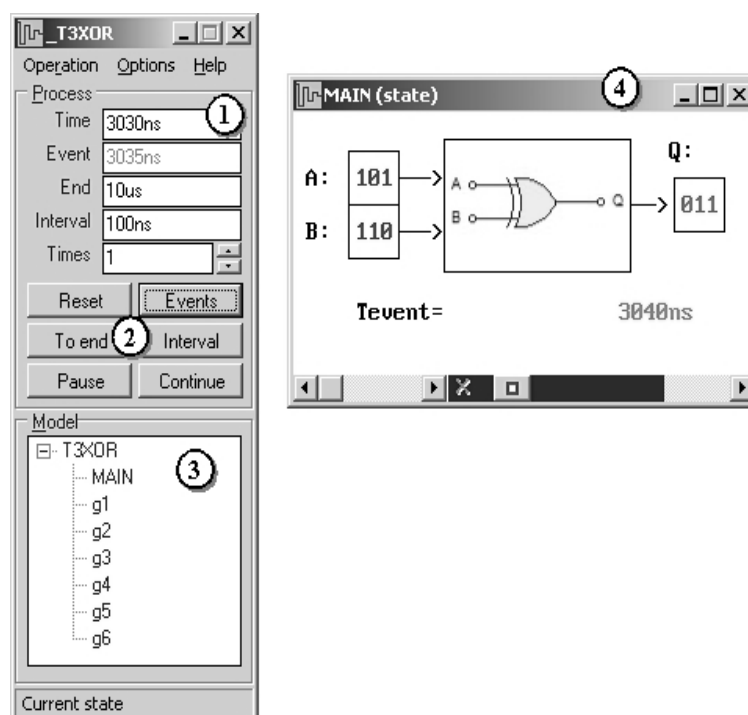 _T3XOR
Operation Options Help
Process
1
Time 3030ns
Event 3035ns
End 10us
Interval 100ns
Times 1
Reset Events
To end 2 Interval
Pause Continue
Model
3
T3XOR
MAIN
g1
g2
g3
g4
g5
g6
Current state
MAIN (state) 4
Q:
A: 101 A Q 011
B: 110 B
Tevent= 3040ns